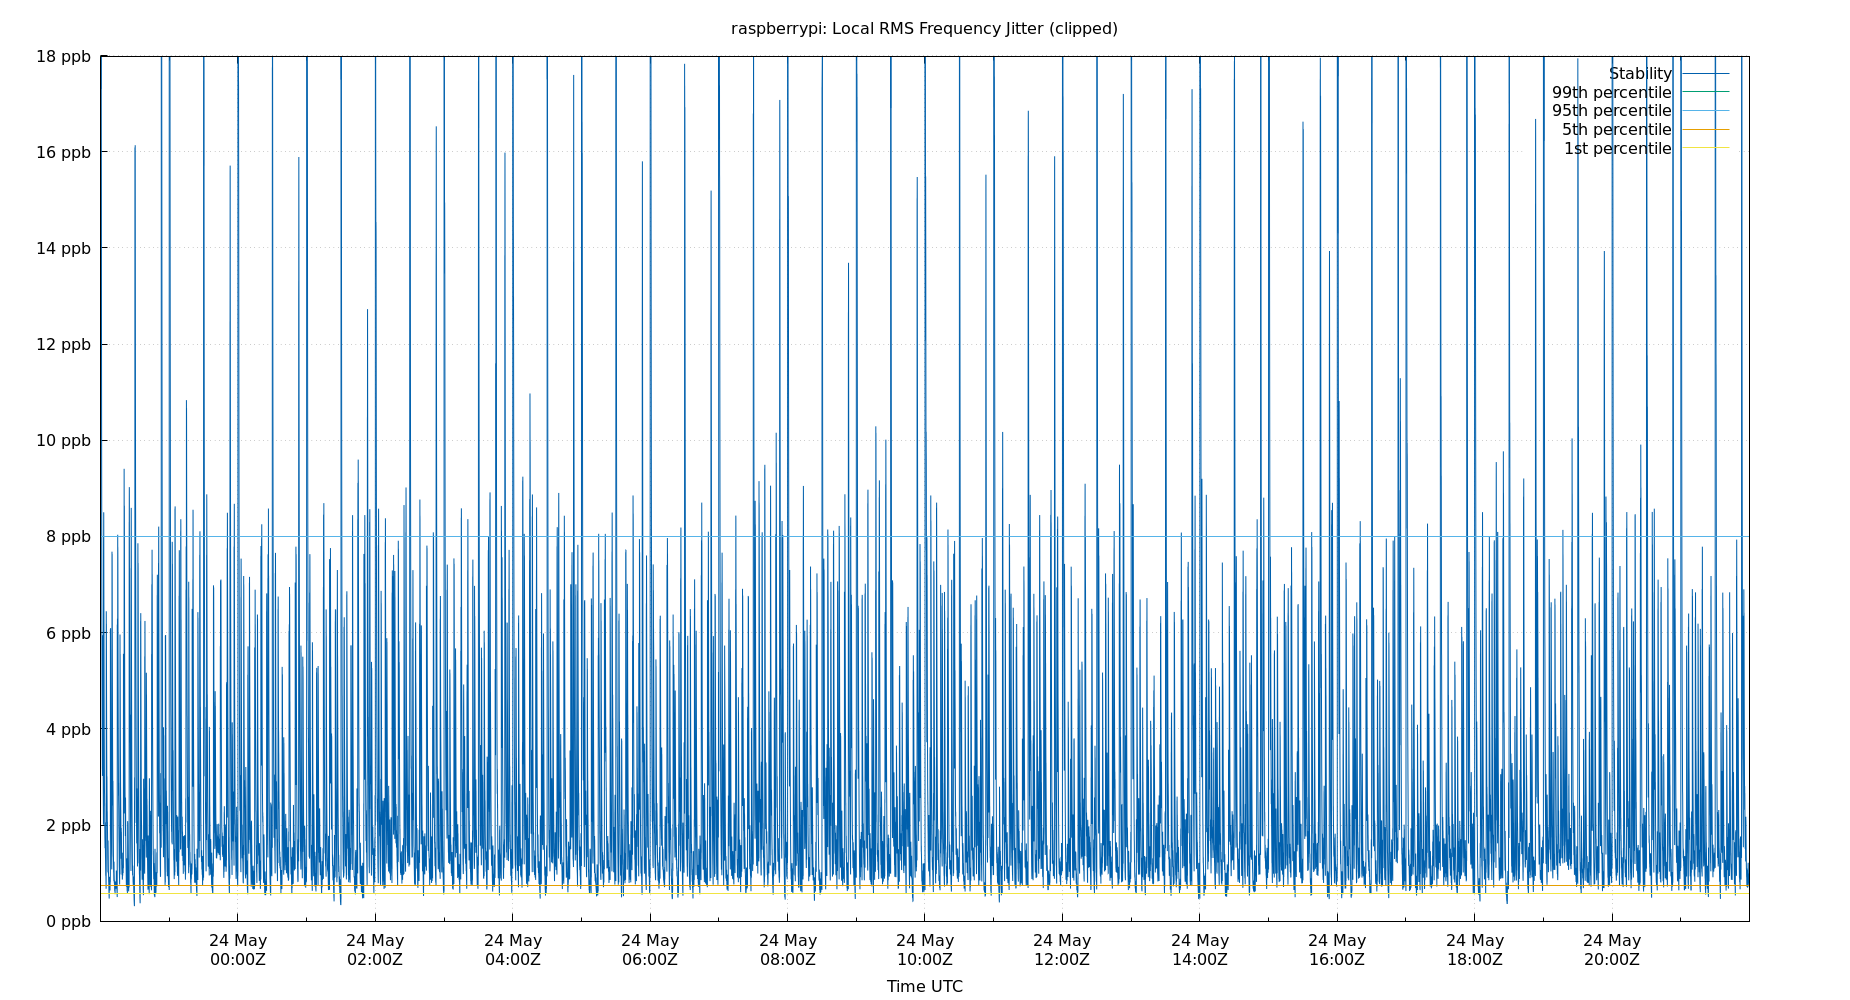 raspberrypi: Local RMS Frequency Jitter (clipped)
18 ppb
16 ppb
14 ppb
12 ppb
10 ppb
8 ppb
6 ppb
4 ppb
2 ppb
0 ppb
Stability
99th percentile
95th percentile
5th percentile
1st percentile
24 May 24 May 24 May 24 May 24 May 24 May 24 May 24 May 24 May 24 May 24 May
00:00Z 02:00Z 04:00Z 06:00Z 08:00Z 10:00Z 12:00Z 14:00Z 16:00Z 18:00Z 20:00Z
Time UTC